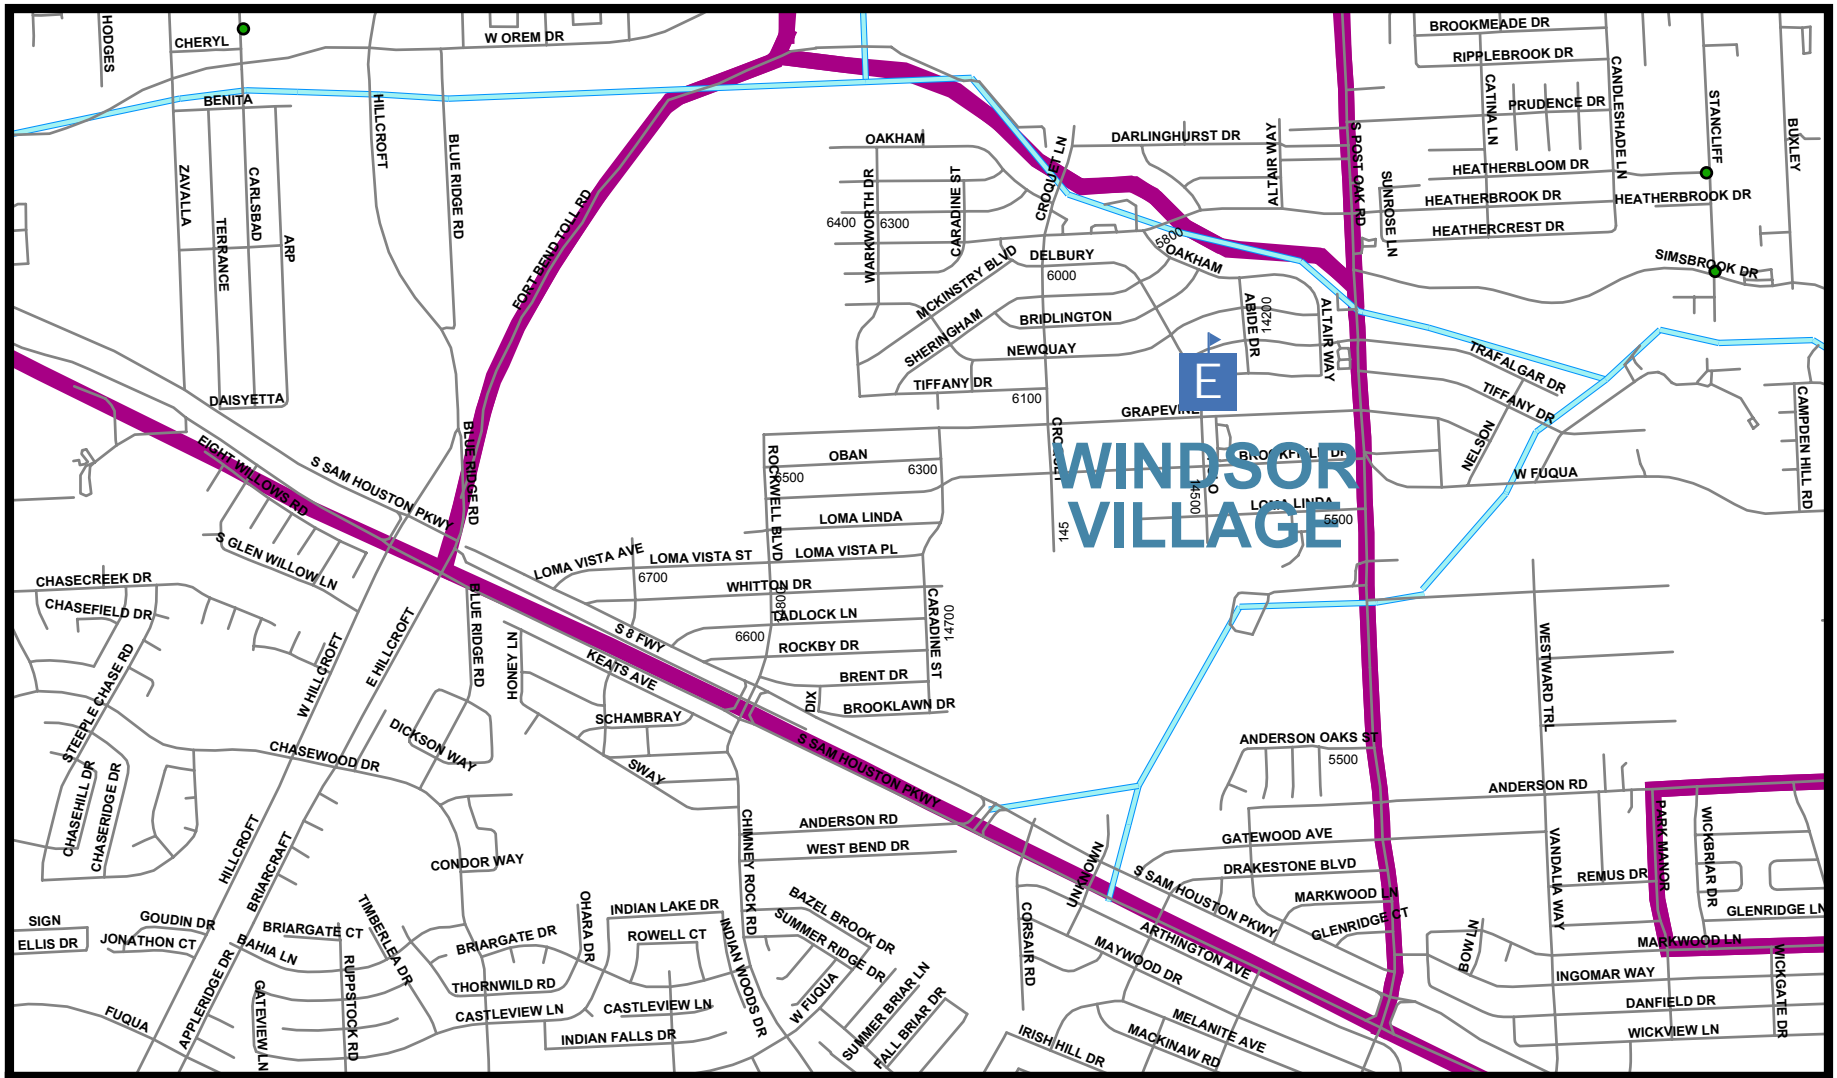 HODGES
CHERYL
W OREM DR
BROOKMEADE DR
RIPPLEBROOK DR
CANDLESHADE LN
CATINA LN
PRUDENCE DR
STANCLIFF
BUXLEY
BENITA
HILLCROFT
BLUE RIDGE RD
OAKHAM
CROQUET LN
DARLINGHURST DR
ALTAIR WAY
S POST OAK RD
HEATHERBLOOM DR
ZAVALLA
CARLSBAD
WARKWORTH DR
CARADINE ST
SUNROSE LN
HEATHERBROOK DR
HEATHERBROOK DR
FORT BEND TOLL RD
TERRANCE
ARP
6400
6300
5800
HEATHERCREST DR
MCKINSTRY BLVD
DELBURY
OAKHAM
6000
SIMSBROOK DR
SHERINGHAM
BRIDLINGTON
ABIDE DR
14200
ALTAIR WAY
NEWQUAY
TRAFALGAR DR
E
TIFFANY DR
6100
TIFFANY DR
DAISYETTA
GRAPEVINE
CAMPDEN HILL RD
EIGHT WILLOWS RD
S SAM HOUSTON PKWY
BLUE RIDGE RD
ROCKWELL BLVD
OBAN
6500
6300
WINDSOR
VILLAGE
BROOKFIELD DR
NELSON
W FUQUA
14500
LOMA LINDA
5500
LOMA LINDA
145
S GLEN WILLOW LN
LOMA VISTA AVE
LOMA VISTA ST
LOMA VISTA PL
6700
CHASECREEK DR
WHITTON DR
CHASEFIELD DR
BLUE RIDGE RD
TADLOCK LN
CARADINE ST
14700
W HILLCROFT
E HILLCROFT
HONEY LN
S 8 FWY
6600
ROCKBY DR
WESTWARD TRL
STEEPLE CHASE RD
KEATS AVE
BRENT DR
DIX
BROOKLAWN DR
SCHAMBRAY
DICKSON WAY
CHASEWOOD DR
SWAY
S SAM HOUSTON PKWY
ANDERSON OAKS ST
5500
CHASEHILL DR
CHASERIDGE DR
ANDERSON RD
CHIMNEY ROCK RD
ANDERSON RD
WEST BEND DR
GATEWOOD AVE
PARK MANOR
WICKBRIAR DR
HILLCROFT
BRIARCRAFT
CONDOR WAY
UNKNOWN
DRAKESTONE BLVD
VANDALIA WAY
REMUS DR
S SAM HOUSTON PKWY
MARKWOOD LN
SIGN
GOUDIN DR
TIMBERLEA DR
OHARA DR
INDIAN LAKE DR
BAZEL BROOK DR
CORSAIR RD
GLENRIDGE CT
GLENRIDGE LN
ELLIS DR
JONATHON CT
BAHIA LN
BRIARGATE CT
BRIARGATE DR
ROWELL CT
INDIAN WOODS DR
SUMMER RIDGE DR
ARTHINGTON AVE
MAYWOOD DR
BOW LN
MARKWOOD LN
APPLERIDGE DR
GATEVIEW LN
RUPPSTOCK RD
THORNWILD RD
W FUQUA
SUMMER BRIAR LN
INGOMAR WAY
WICKGATE DR
FUQUA
CASTLEVIEW LN
CASTLEVIEW LN
FALL BRIAR DR
MELANITE AVE
DANFIELD DR
INDIAN FALLS DR
IRISH HILL DR
MACKINAW RD
WICKVIEW LN